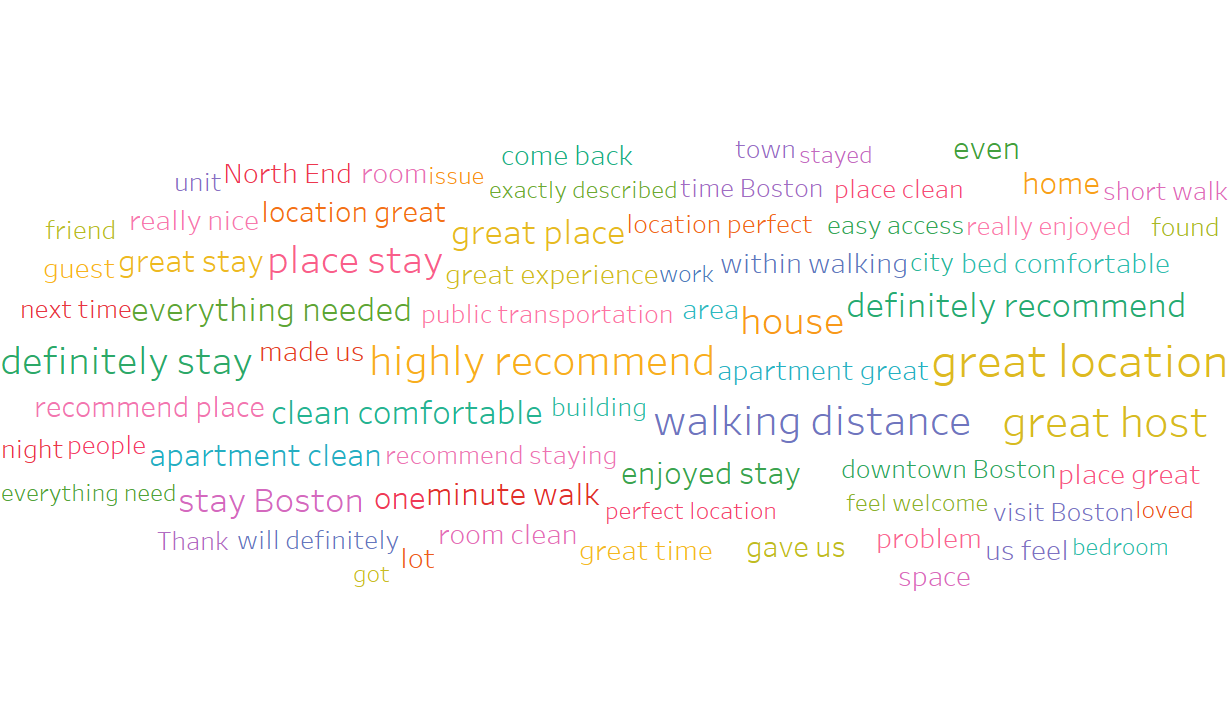 come back town stayed even
unit North End room issue exactly described time Boston place clean home short walk
friend really nice location great great place location perfect easy access really enjoyed found
guest great stay place stay great experience work within walking city bed comfortable
next time everything needed public transportation area house definitely recommend
definitely stay made us highly recommend apartment great great location
recommend place clean comfortable building walking distance great host
night people apartment clean recommend staying enjoyed stay downtown Boston place great
everything need stay Boston one minute walk perfect location feel welcome visit Boston loved
Thank will definitely lot room clean great time gave us problem us feel bedroom
got space